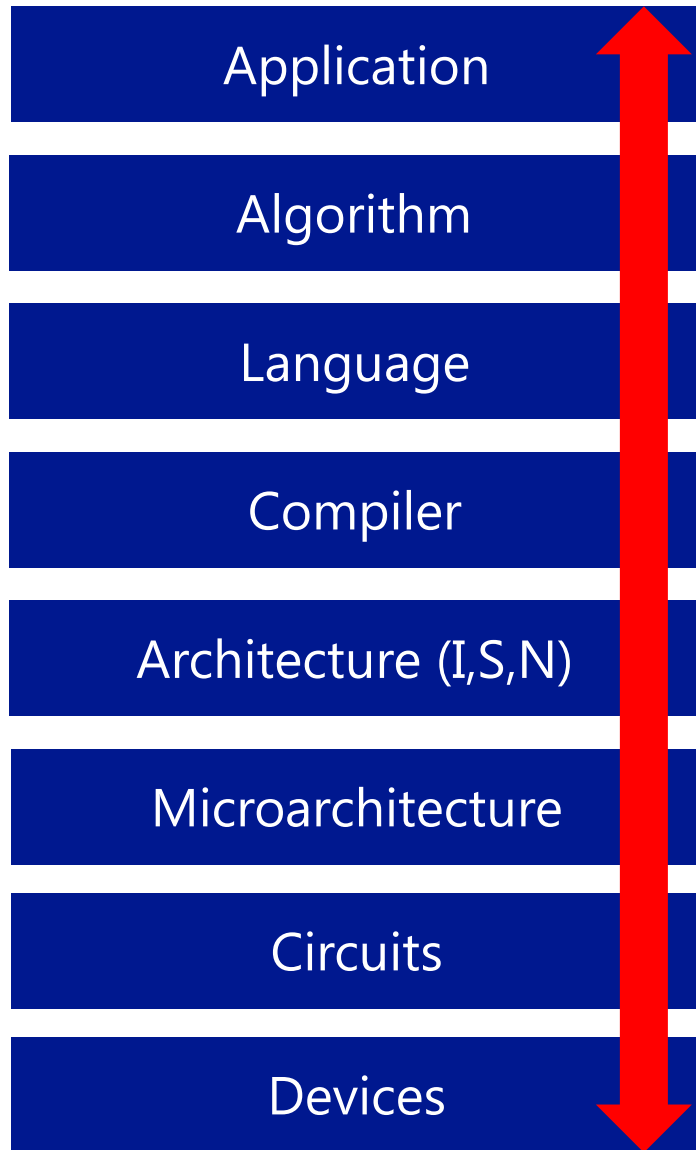 Application
Algorithm
Language
Compiler
Architecture (I,S,N)
Microarchitecture
Circuits
Devices